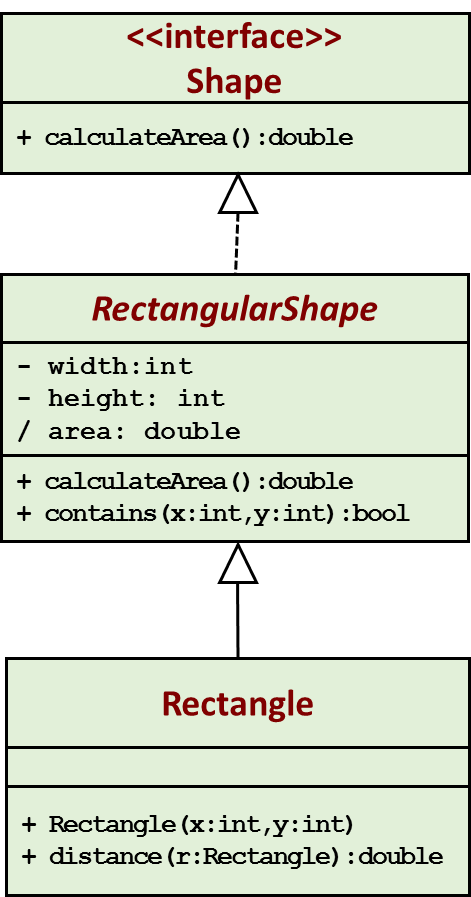 <<interface>>
Shape
+ calculateArea():double
RectangularShape
- width:int
- height: int
/ area: double
+ calculateArea():double
+ contains(x:int,y:int):bool
Rectangle
+ Rectangle(x:int,y:int)
+ distance(r:Rectangle):double